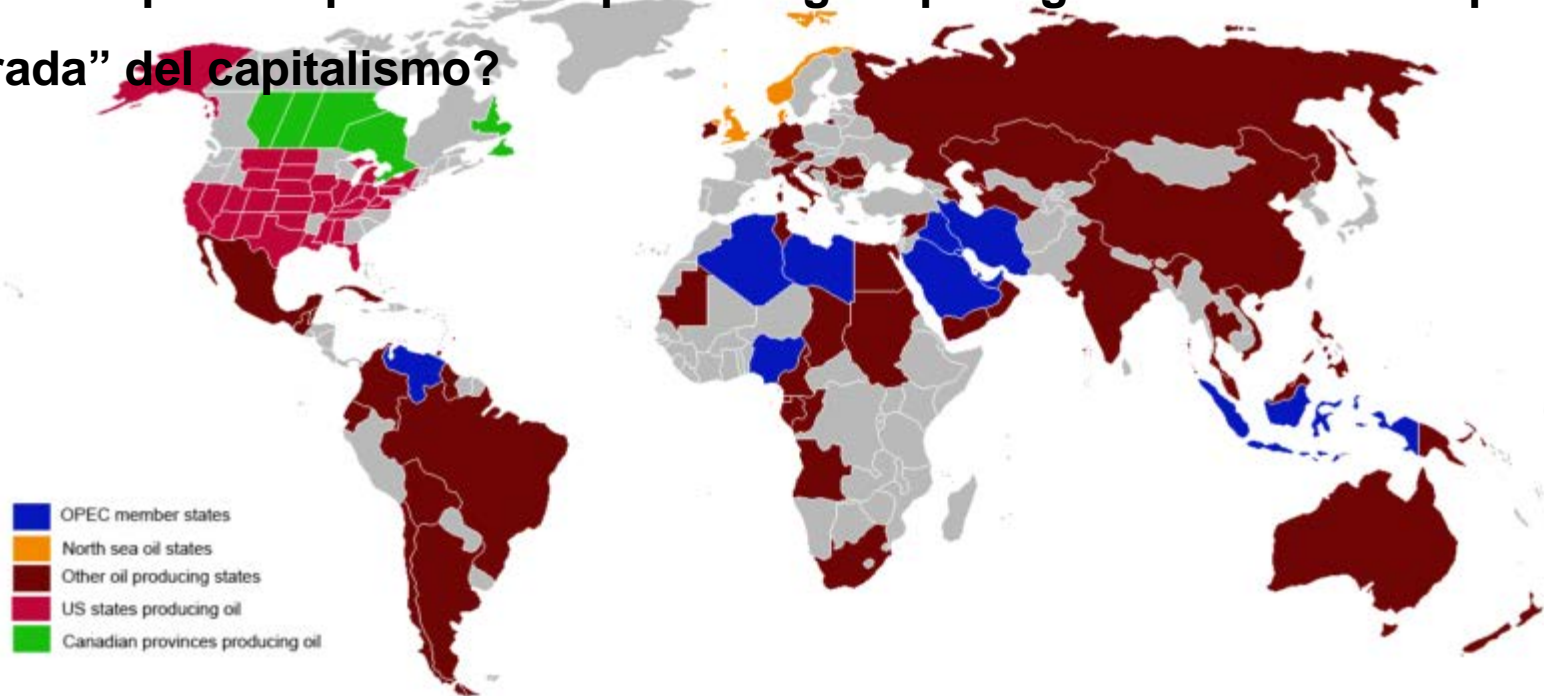 del capitalismo?
OPEC member states
North sea oil states
Other oil producing states
US states producing oil
Canadian provinces producing oil